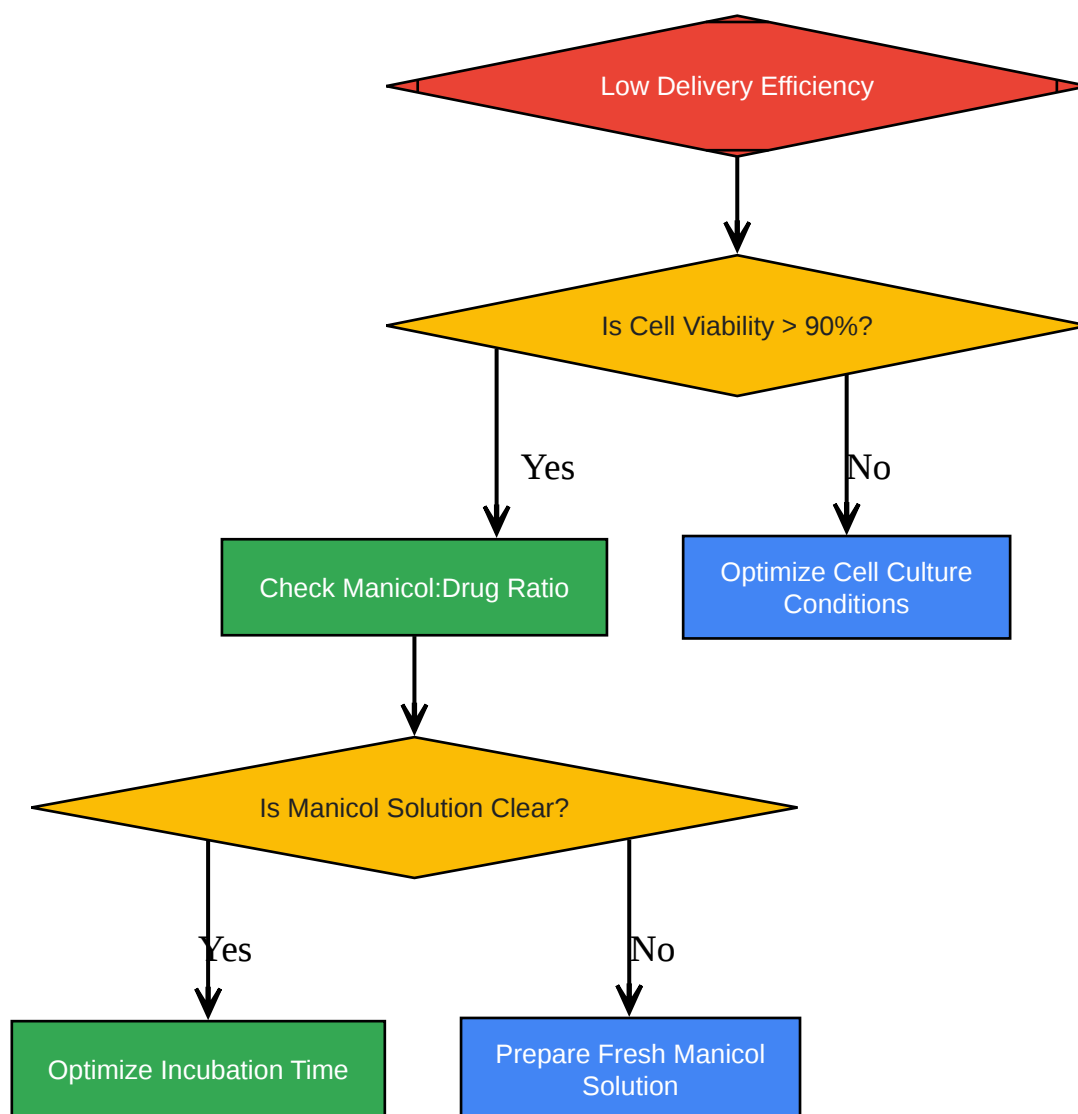 Low Delivery Efficiency
Is Cell Viability > 90%?
Yes
No
Check Manicol:Drug Ratio
Optimize Cell Culture
Conditions
Is Manicol Solution Clear?
Yes
No
Optimize Incubation Time
Prepare Fresh Manicol
Solution